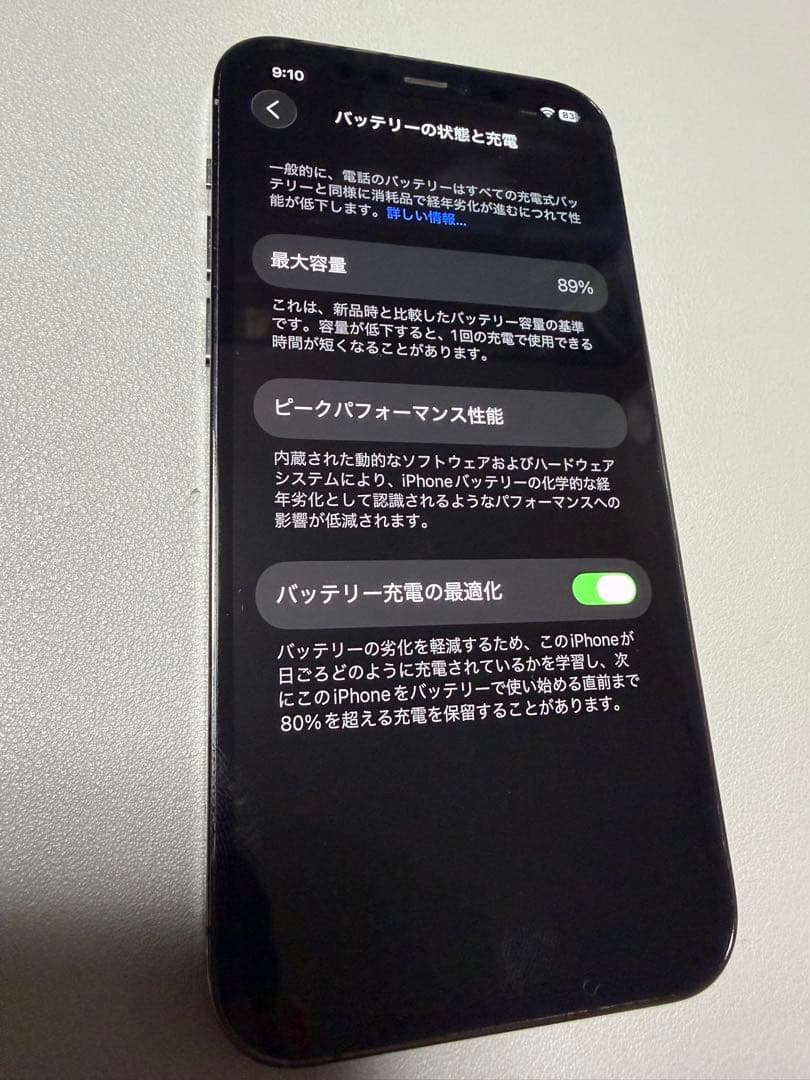 9:10
83
バッテリーの状態と充電
一般的に、電話のバッテリーはすべての充電式バッ
テリーと同様に消耗品で経年劣化が進むにつれて性
能が低下します。詳しい情報...
最大容量
89%
これは、新品時と比較したバッテリー容量の基準
です。容量が低下すると、1回の充電で使用できる
時間が短くなることがあります。
ピークパフォーマンス性能
内蔵された動的なソフトウェアおよびハードウェア
システムにより、iPhoneバッテリーの化学的な経
年劣化として認識されるようなパフォーマンスへの
影響が低減されます。
バッテリー充電の最適化
バッテリーの劣化を軽減するため、このiPhoneが
日ごろどのように充電されているかを学習し、次
にこのiPhoneをバッテリーで使い始める直前まで
80%を超える充電を保留することがあります。